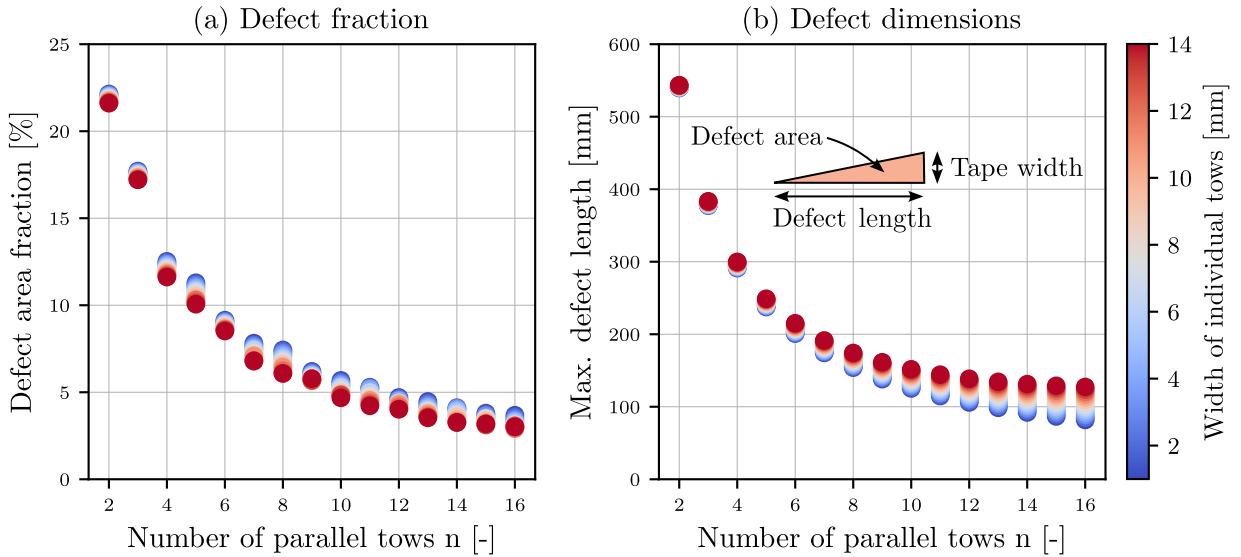 (a) Defect fraction
Defect area fraction [%]
25
20
15
10
5
0
2 4 6 8 10 12 14 16
Number of parallel tows n [-]
(b) Defect dimensions
Max. defect length [mm]
600
500
400
300
200
100
0
Defect area
Tape width
Defect length
2 4 6 8 10 12 14 16
Number of parallel tows n [-]
14
12
10
8
6
4
2
Width of individual tows [mm]